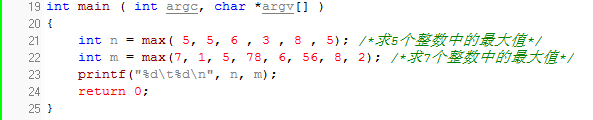 19 int main ( int argc, char *argv[] )
20 {
21 int n = max( 5, 5, 6 , 3 , 8 , 5); /*求5个整数中的最大值*/
22 int m = max(7, 1, 5, 78, 6, 56, 8, 2); /*求7个整数中的最大值*/
23 printf("%d\t%d\n", n, m);
24 return 0;
25 }